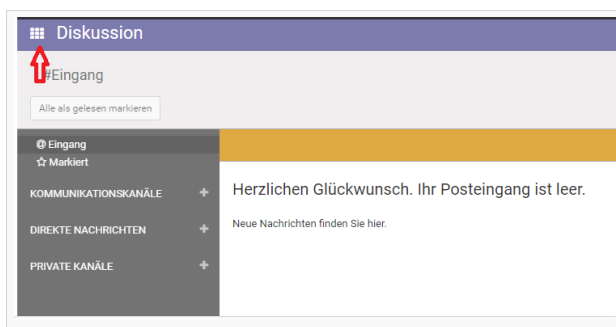 Diskussion
#Eingang
Alle als gelesen markieren
@ Eingang
☆ Markiert
KOMMUNIKATIONSKANÄLE +
DIREKTE NACHRICHTEN +
PRIVATE KANÄLE +
Herzlichen Glückwunsch. Ihr Posteingang ist leer.
Neue Nachrichten finden Sie hier.